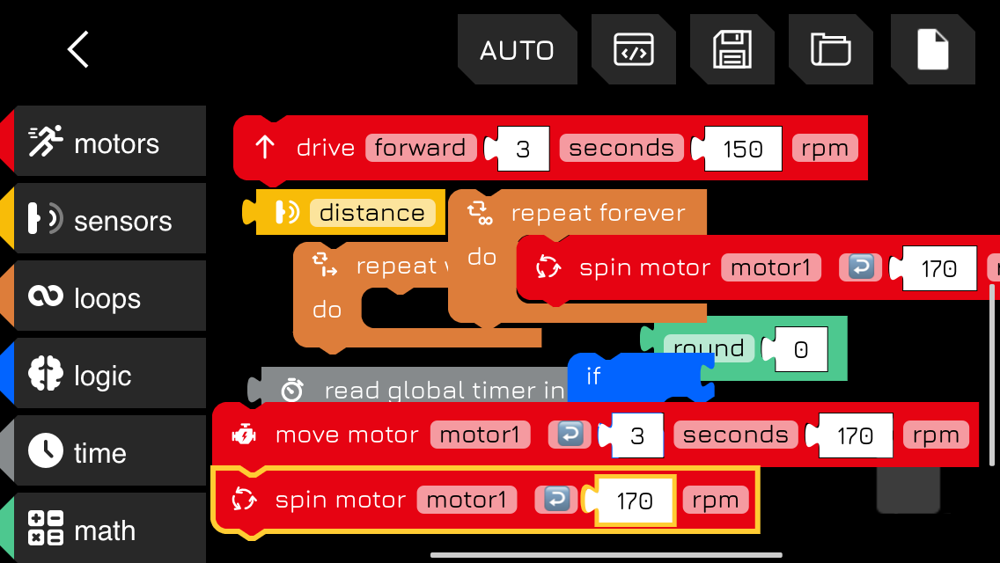 AUTO
motors
sensors
loops
logic
time
math
drive forward 3 seconds 150 rpm
distance
repeat forever
do
spin motor motor1 170
repeat
do
round 0
read global timer in
if
move motor motor1 3 seconds 170 rpm
spin motor motor1 170 rpm